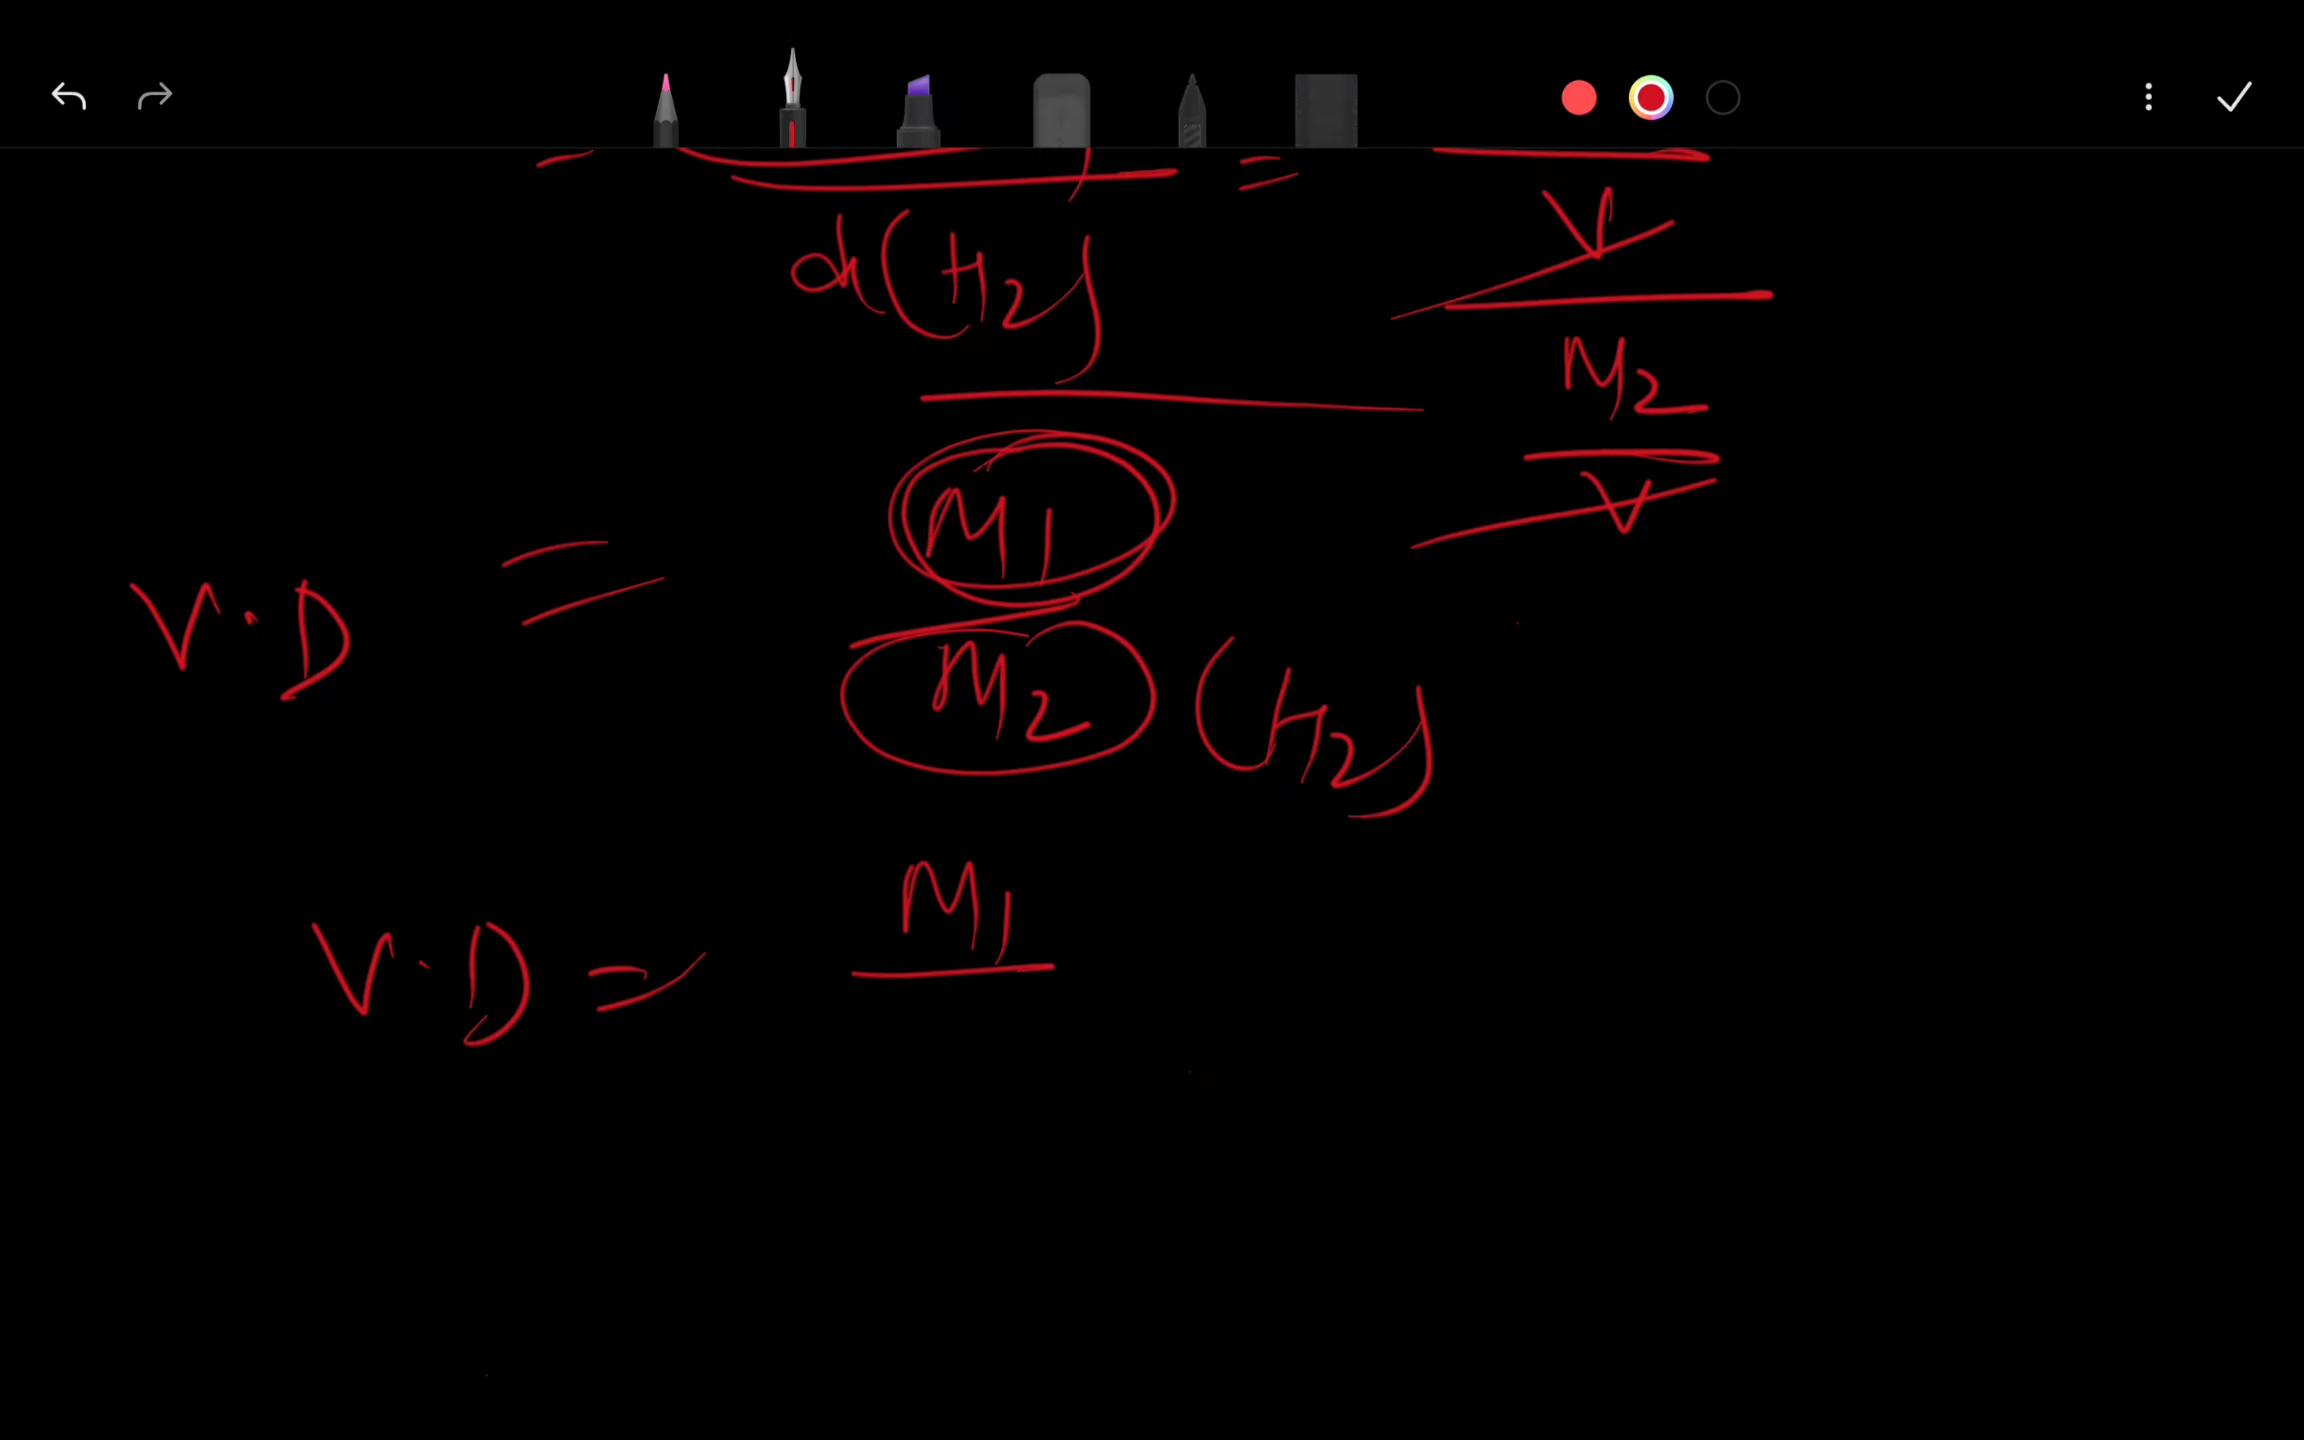 =
=
V
d(H2)
M2
V
M1
V.D =
M2 (H2)
M1
V.D =